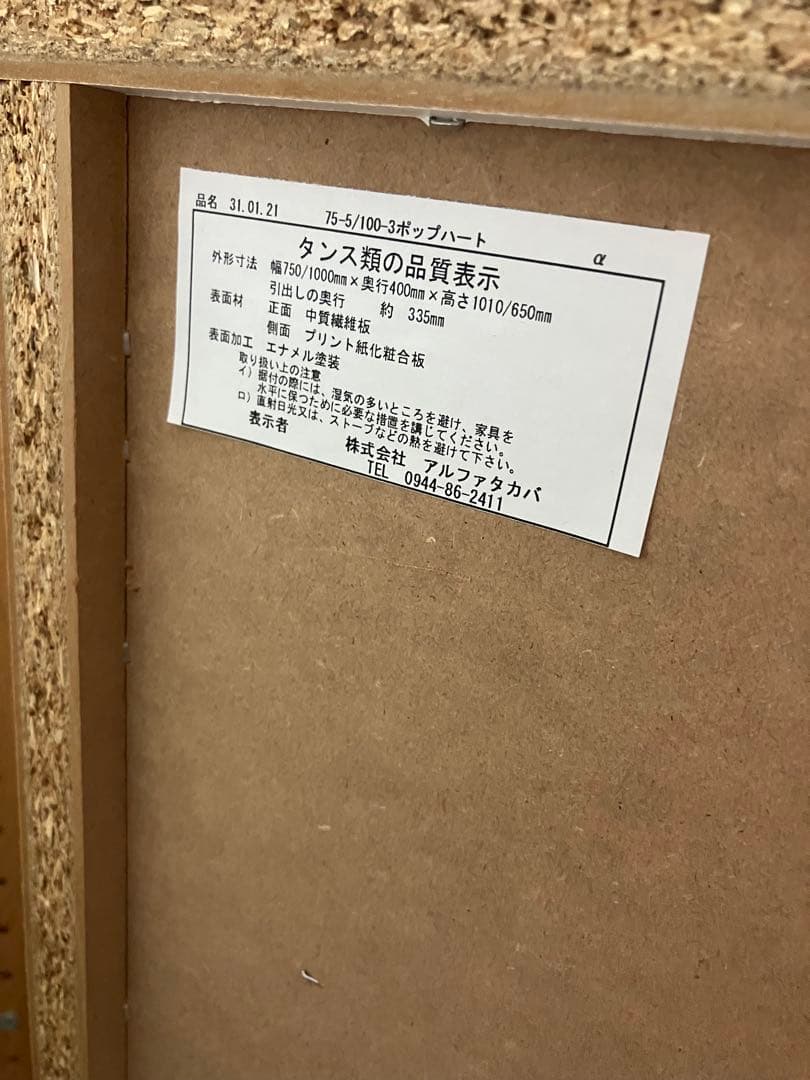 品名 31.01.21 75-5/100-3ポップハート α
タンス類の品質表示
外形寸法 幅750/1000mm×奥行400mm×高さ1010/650mm
引出しの奥行 約 335mm
表面材 正面 中質繊維板
側面 プリント紙化粧合板
表面加工 エナメル塗装
取り扱い上の注意
イ)据付の際には、湿気の多いところを避け、家具を
水平に保つために必要な措置を講じてください。
ロ)直射日光又は、ストーブなどの熱を避けて下さい。
表示者
株式会社 アルファタカバ
TEL 0944-86-2411